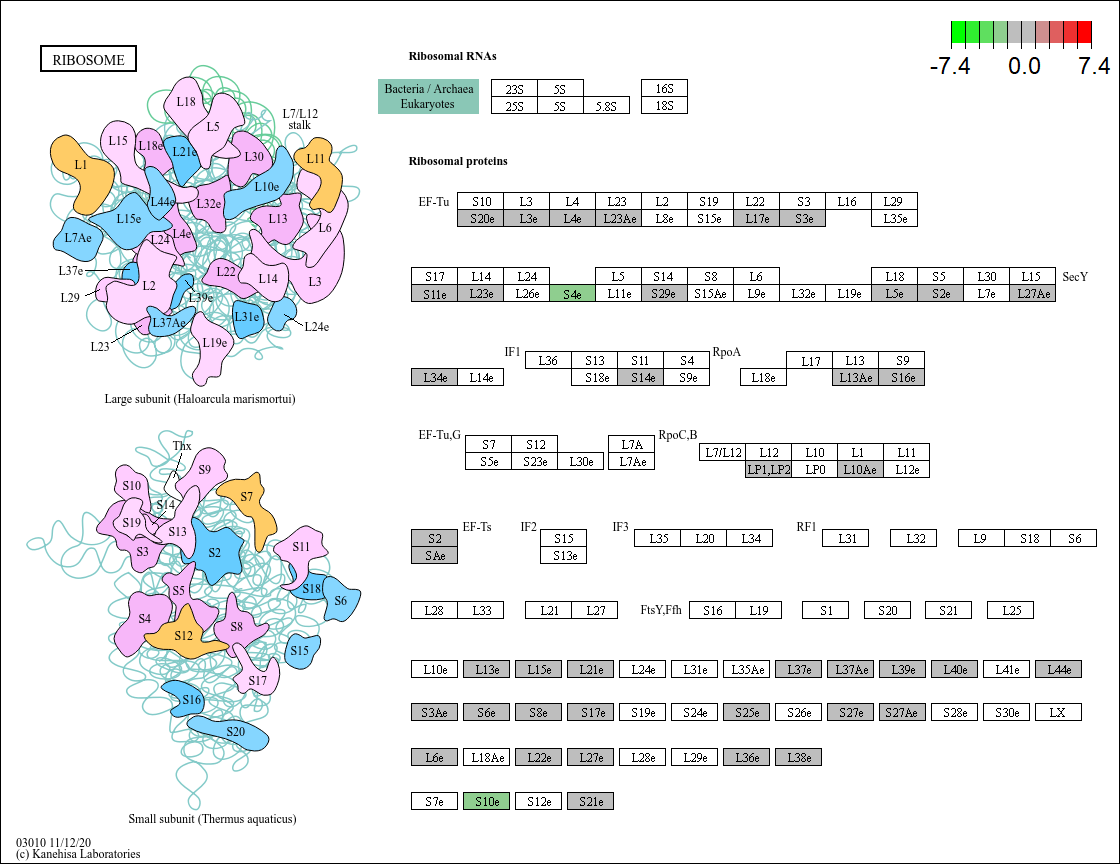 RIBOSOME
-7.4 0.0 7.4
Ribosomal RNAs
Bacteria / Archaea
Eukaryotes
23S 5S 16S
25S 5S 5.8S 18S
Ribosomal proteins
EF-Tu S10 L3 L4 L23 L2 S19 L22 S3 L16 L29
S20e L3e L4e L23Ae L8e S15e L17e S3e L35e
S17 L14 L24 L5 S14 S8 L6 L18 S5 L30 L15 SecY
S11e L23e L26e S4e L11e S29e S15Ae L9e L32e L19e L5e S2e L7e L27Ae
IF1 L36 S13 S11 S4 RpoA L17 L13 S9
L34e L14e S18e S14e S9e L18e L13Ae S16e
EF-Tu,G S7 S12 L7A RpoC,B L7/L12 L12 L10 L1 L11
S5e S23e L30e L7Ae LP1,LP2 LP0 L10Ae L12e
S2 EF-Ts IF2 S15 IF3 L35 L20 L34 RF1 L31 L32 L9 S18 S6
SAe S13e
L28 L33 L21 L27 FtsY,Ffh S16 L19 S1 S20 S21 L25
L10e L13e L15e L21e L24e L31e L35Ae L37e L37Ae L39e L40e L41e L44e
S3Ae S6e S8e S17e S19e S24e S25e S26e S27e S27Ae S28e S30e LX
L6e L18Ae L22e L27e L28e L29e L36e L38e
S7e S10e S12e S21e
L18
L5
L7/L12
stalk
L15 L18e L21e L30 L11
L1
L10e
L44e L32e
L15e L13
L6
L7Ae L24 L4e
L37e L22 L14 L3
L2
L29 L39e
L37Ae L31e L24e
L23 L19e
Large subunit (Haloarcula marismortui)
Thx
S9
S10 S7
S14
S19 S13
S3 S2 S11
S5 S18 S6
S4 S12 S8
S15
S17
S16
S20
Small subunit (Thermus aquaticus)
03010 11/12/20
(c) Kanehisa Laboratories